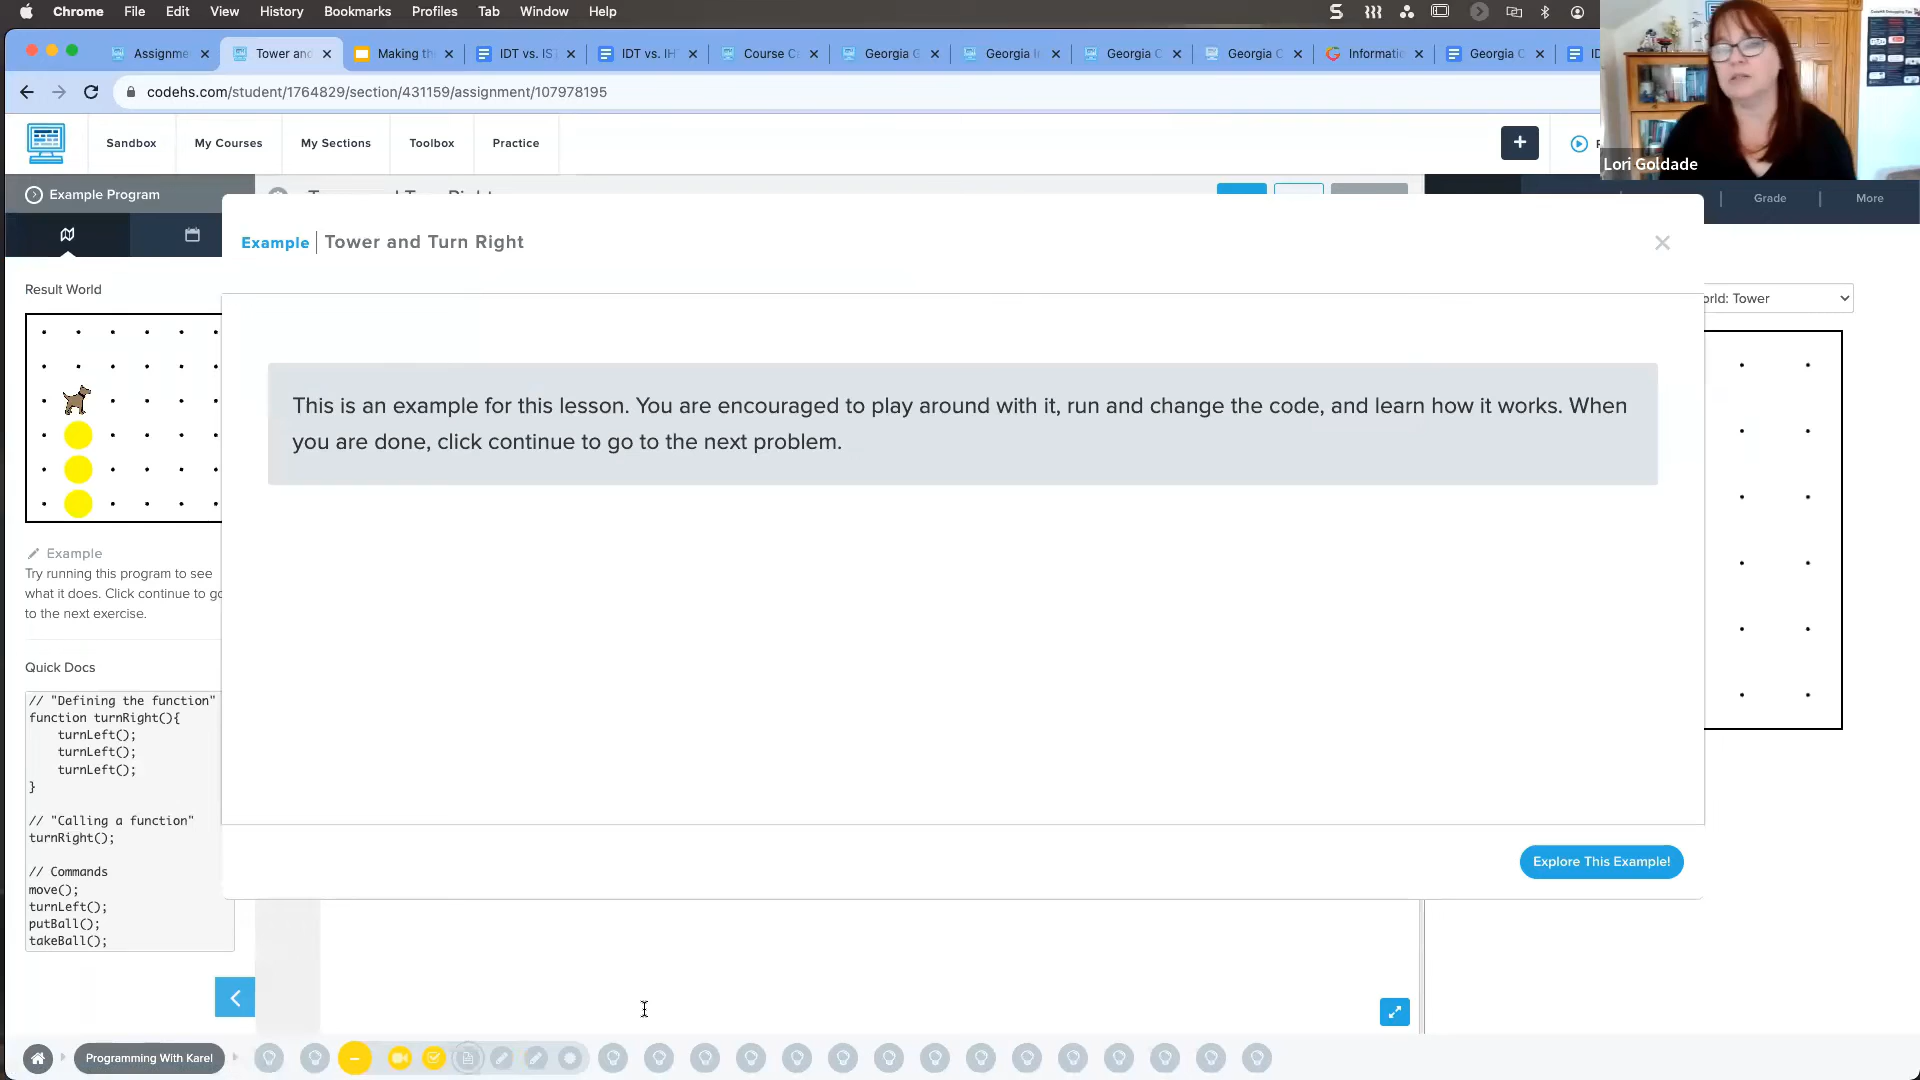 Chrome File Edit View History Bookmarks Profiles Tab Window Help
Assignme Tower and Making th IDT vs. IS IDT vs. IH Course C Georgia G Georgia I Georgia C Georgia C Informatio Georgia C
codehs.com/student/1764829/section/431159/assignment/107978195
Sandbox My Courses My Sections Toolbox Practice
Lori Goldade
Example Program
Grade More
Example Tower and Turn Right
Result World
World: Tower
This is an example for this lesson. You are encouraged to play around with it, run and change the code, and learn how it works. When
you are done, click continue to go to the next problem.
Example
Try running this program to see
what it does. Click continue to go
to the next exercise.
Quick Docs
// "Defining the function"
function turnRight(){
turnLeft();
turnLeft();
turnLeft();
}
// "Calling a function"
turnRight();
// Commands
move();
turnLeft();
putBall();
takeBall();
Explore This Example!
Programming With Karel